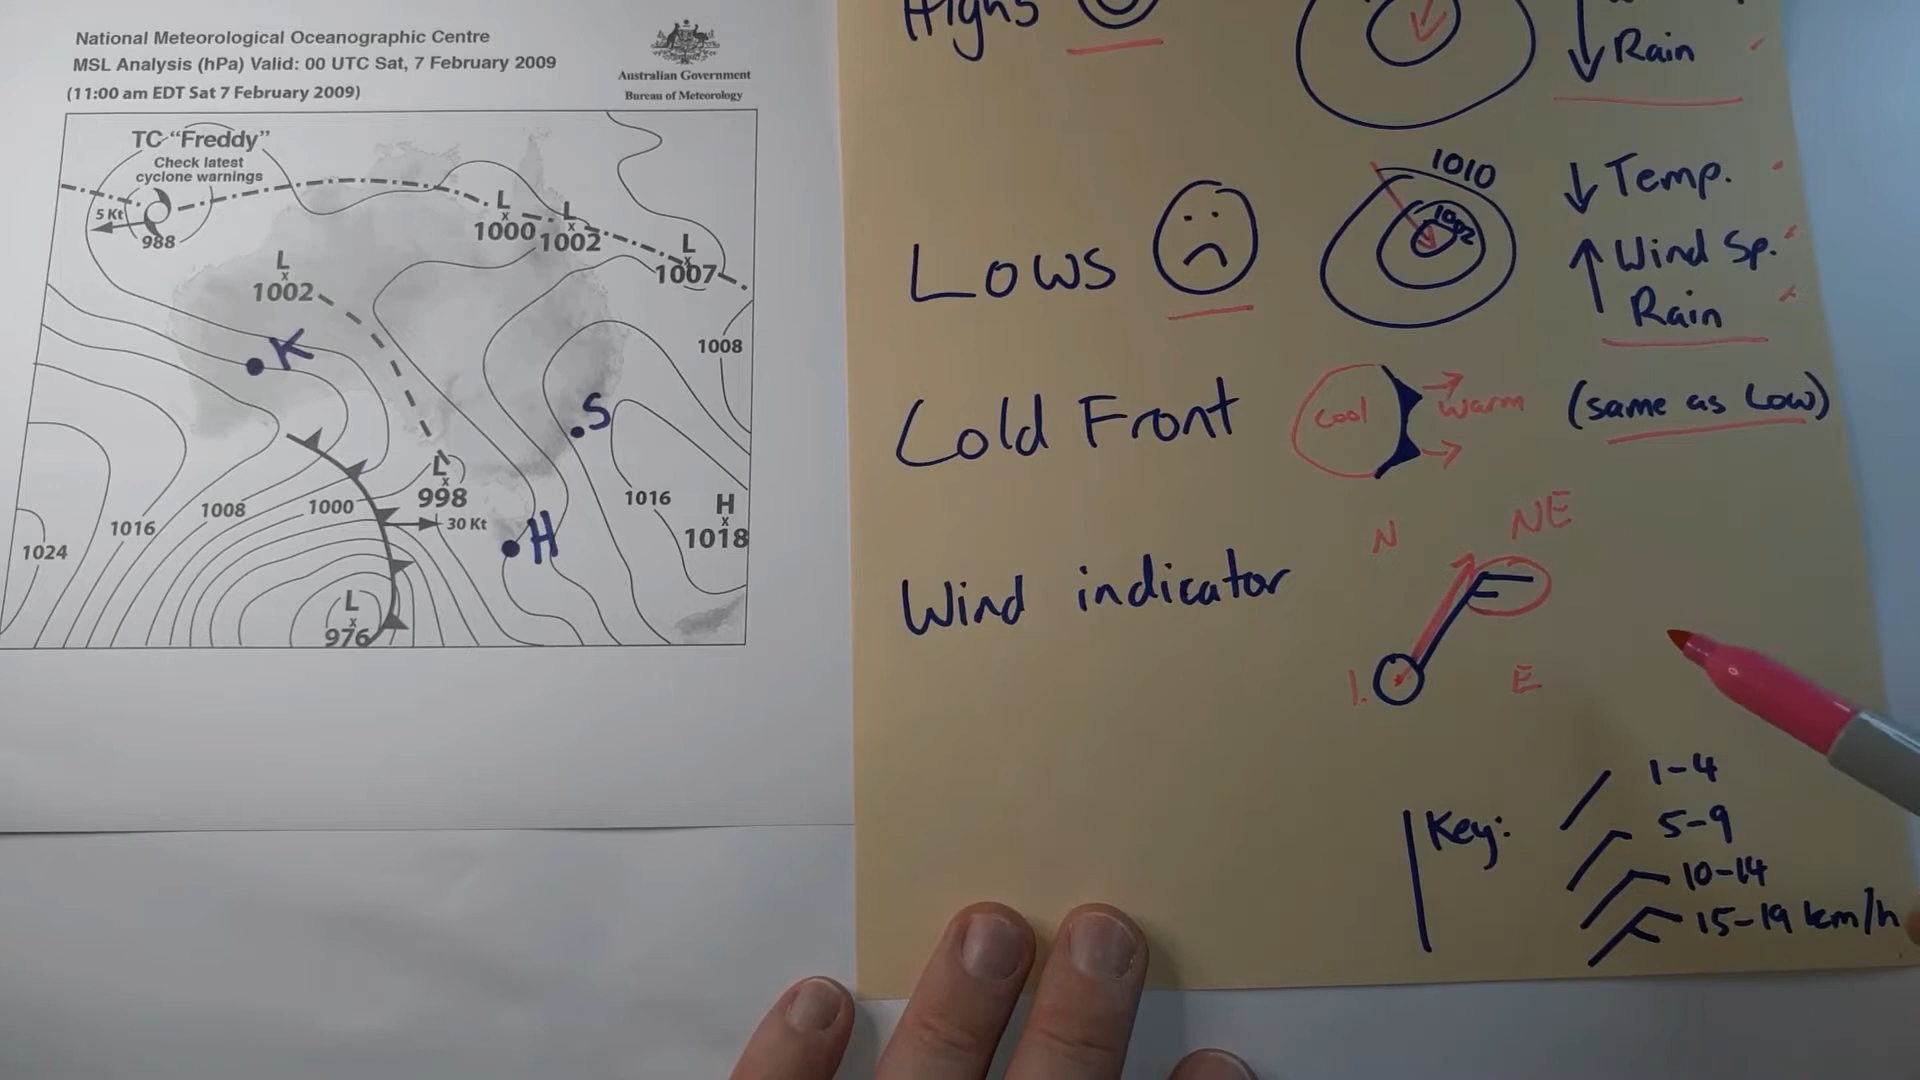 National Meteorological Oceanographic Centre
MSL Analysis (hPa) Valid: 00 UTC Sat, 7 February 2009
(11:00 am EDT Sat 7 February 2009)
Australian Government
Bureau of Meteorology
TC "Freddy"
Check latest
cyclone warnings
5 Kt
988
L
x
1000
L
x
1002
L
x
1007
L
x
1002
K
1008
S
L
x
998
1016
H
x
1018
1000
30 Kt
1008
1016
1024
H
L
x
976
Highs
Rain
Lows
1010
1002
Temp.
Wind Sp.
Rain
Cold Front
Cool
Warm
(same as Low)
Wind indicator
N
NE
E
Key:
1-4
5-9
10-14
15-19 km/h